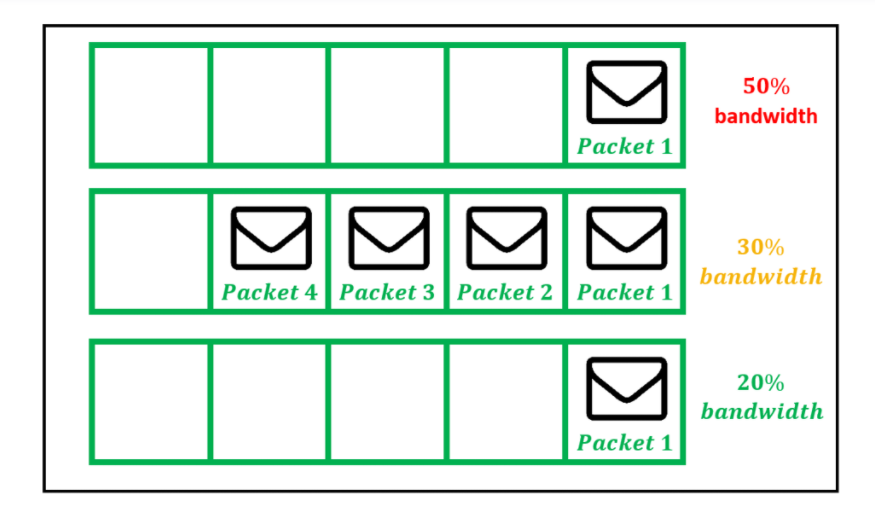 50%
bandwidth
Packet 1
30%
bandwidth
Packet 4 Packet 3 Packet 2 Packet 1
20%
bandwidth
Packet 1